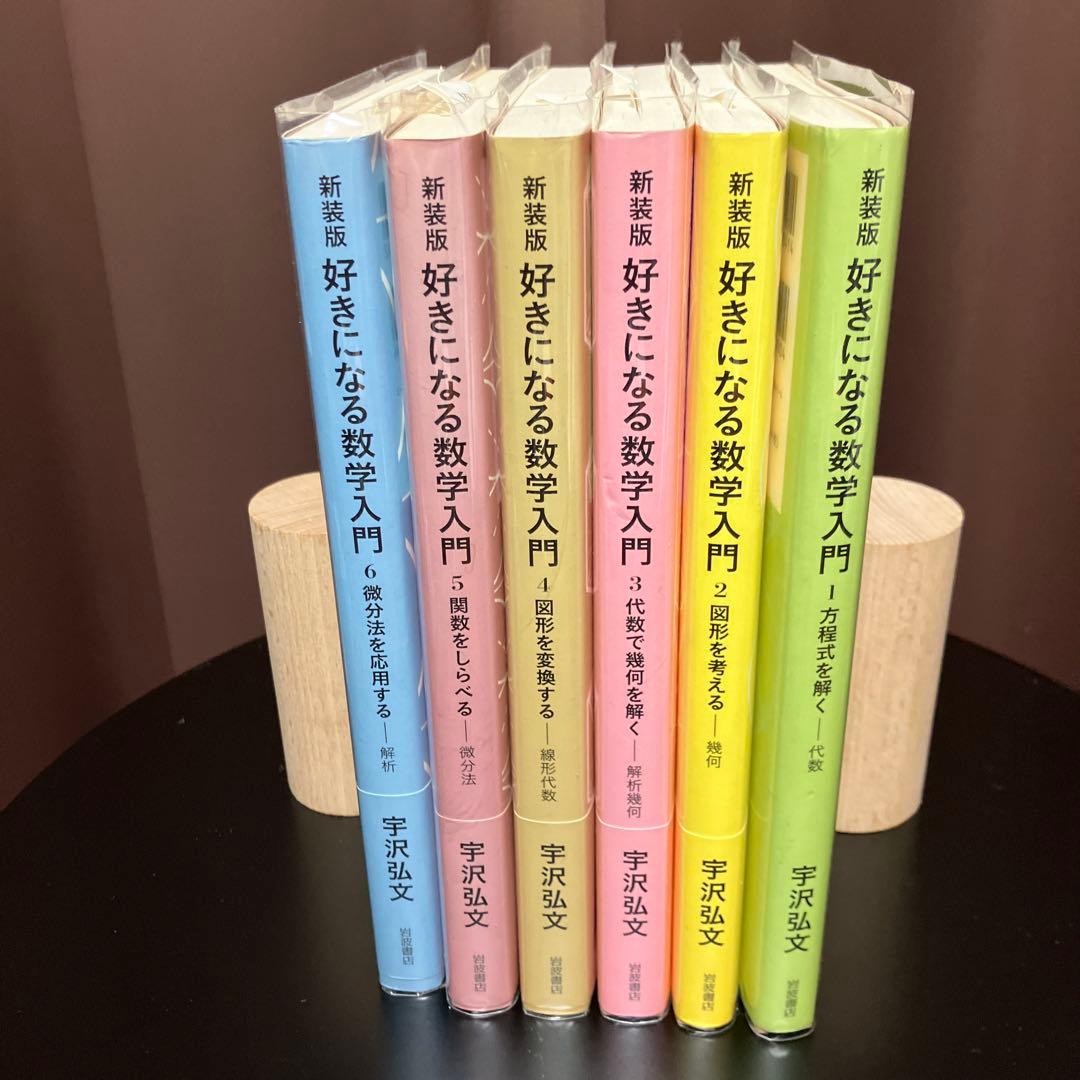 新装版 好きになる数学入門 6 微分法を応用する——解析 宇沢弘文 岩波書店
新装版 好きになる数学入門 5 関数をしらべる——微分法 宇沢弘文 岩波書店
新装版 好きになる数学入門 4 図形を変換する——線形代数 宇沢弘文 岩波書店
新装版 好きになる数学入門 3 代数で幾何を解く——解析幾何 宇沢弘文 岩波書店
新装版 好きになる数学入門 2 図形を考える——幾何 宇沢弘文 岩波書店
新装版 好きになる数学入門 1 方程式を解く——代数 宇沢弘文 岩波書店